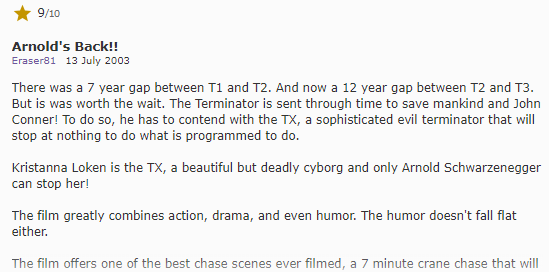 9/10
Arnold's Back!!
Eraser81 13 July 2003
There was a 7 year gap between T1 and T2. And now a 12 year gap between T2 and T3.
But is was worth the wait. The Terminator is sent through time to save mankind and John
Conner! To do so, he has to contend with the TX, a sophisticated evil terminator that will
stop at nothing to do what is programmed to do.
Kristanna Loken is the TX, a beautiful but deadly cyborg and only Arnold Schwarzenegger
can stop her!
The film greatly combines action, drama, and even humor. The humor doesn't fall flat
either.
The film offers one of the best chase scenes ever filmed, a 7 minute crane chase that will